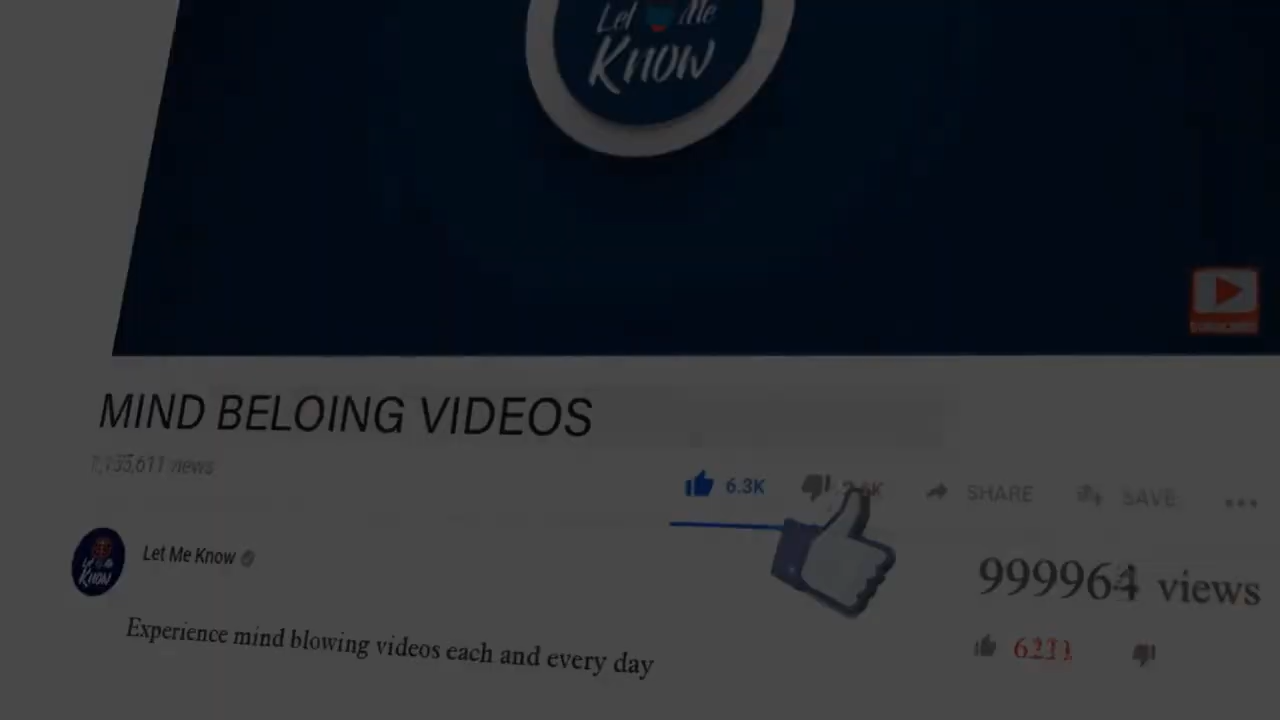 Let Me
Know
MIND BELOING VIDEOS
6.3K
SHARE
SAVE
Let Me Know
999964 views
Experience mind blowing videos each and every day